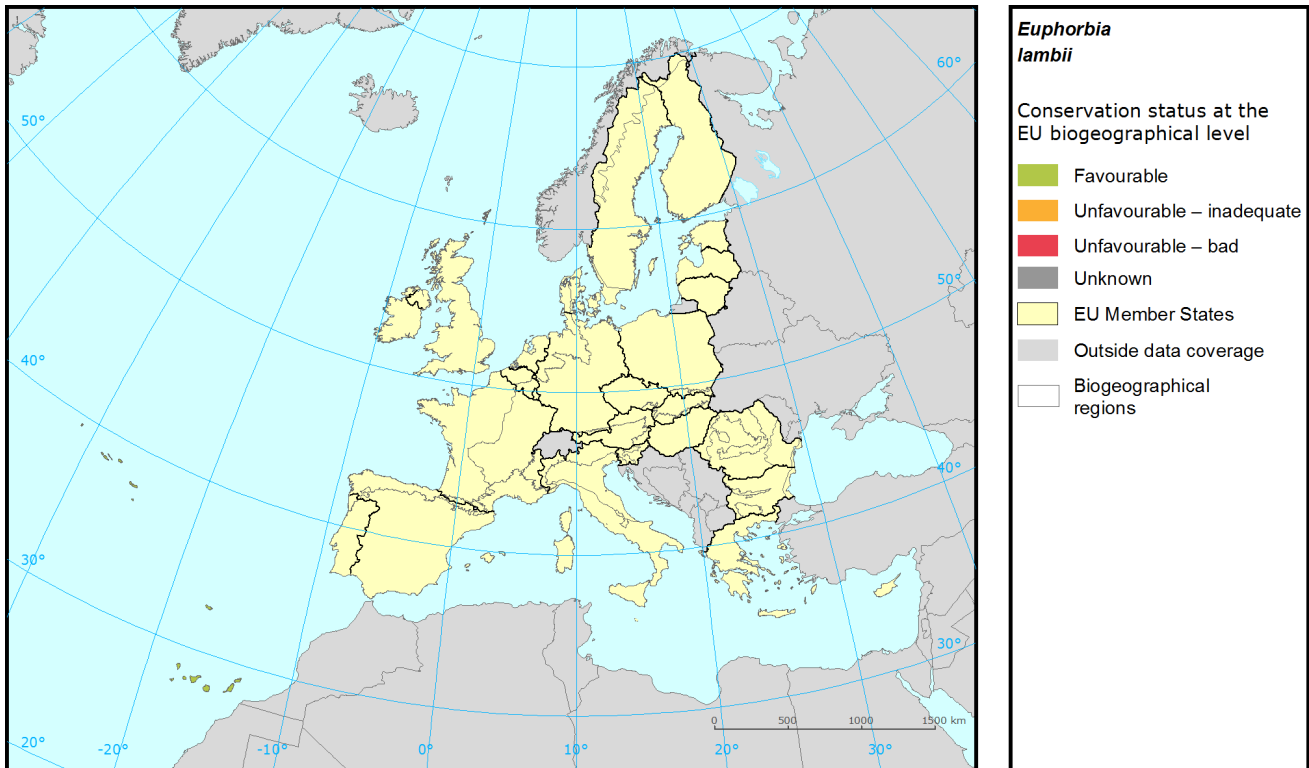 Euphorbia
lambii
Conservation status at the
EU biogeographical level
Favourable
Unfavourable – inadequate
Unfavourable – bad
Unknown
EU Member States
Outside data coverage
Biogeographical
regions
60°
50°
50°
40°
40°
30°
30°
0 500 1000 1500 km
20° -20° -10° 0° 10° 20° 30°